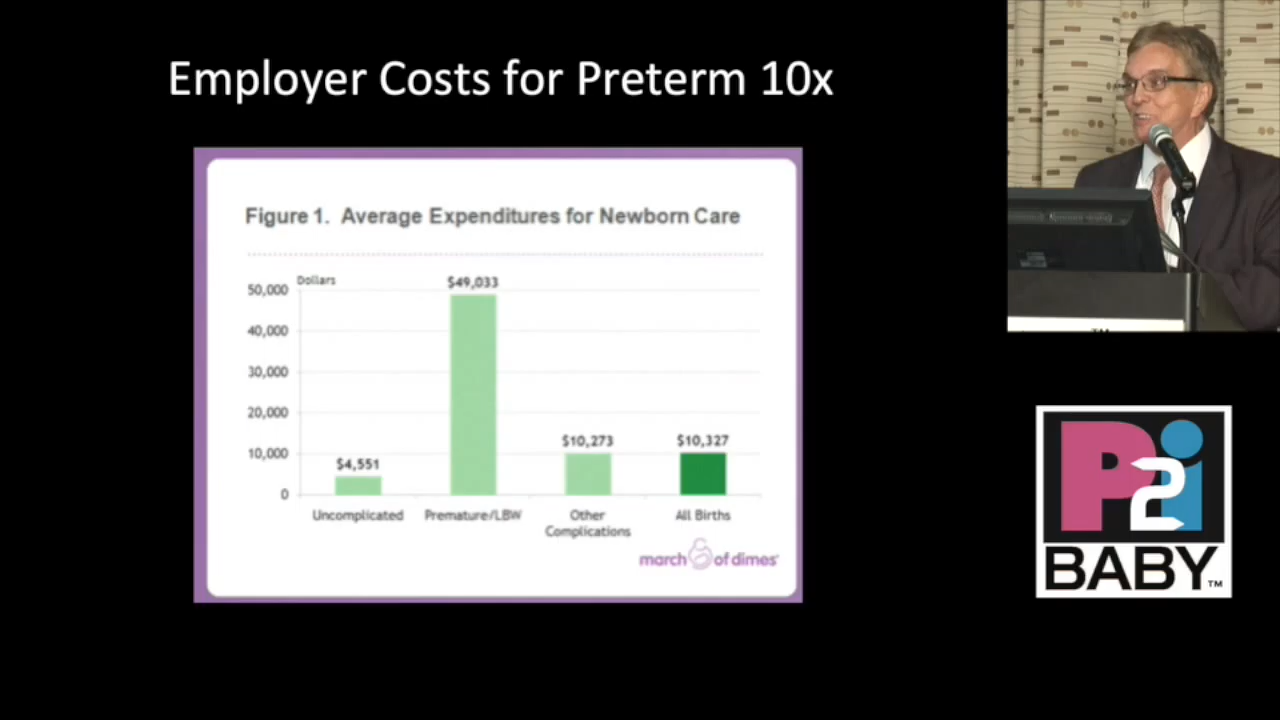 Employer Costs for Preterm 10x
Figure 1. Average Expenditures for Newborn Care
Dollars
50,000
40,000
30,000
20,000
10,000
0
$4,551
$49,033
$10,273
$10,327
Uncomplicated
Premature/LBW
Other
Complications
All Births
march of dimes
P2i
BABY™